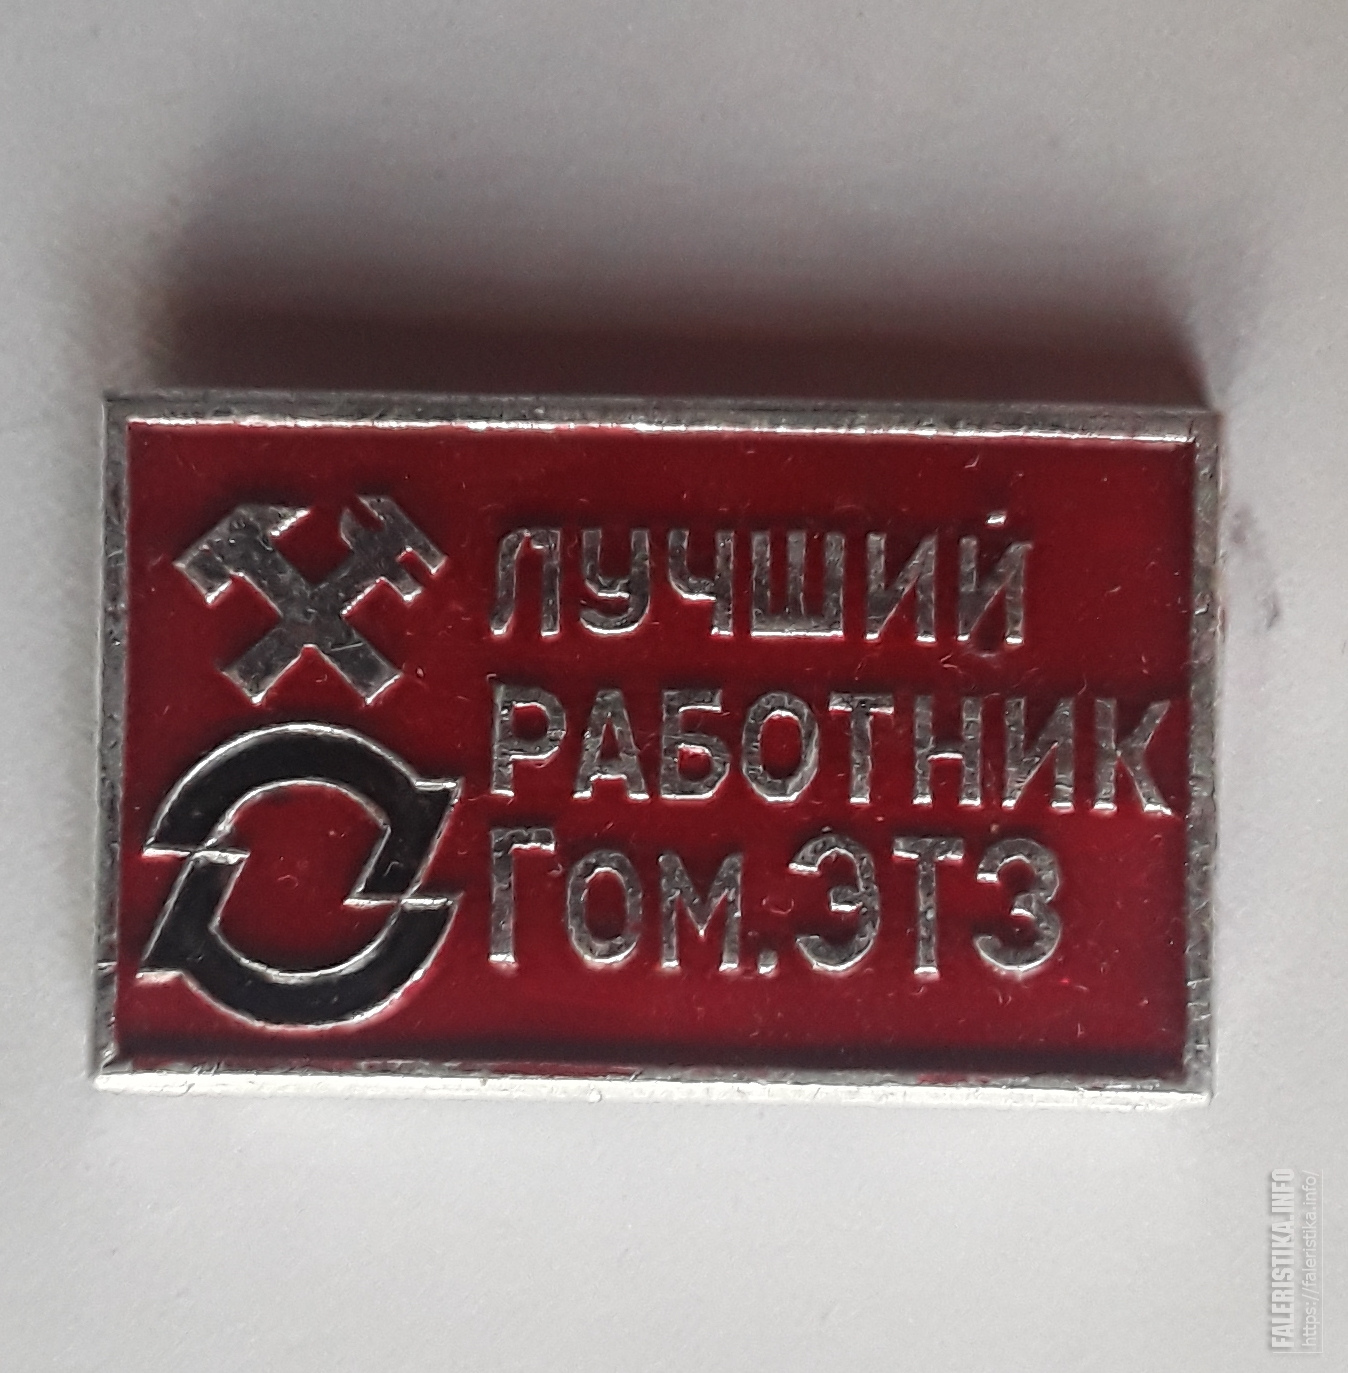 ЛУЧШИЙ
РАБОТНИК
ГОМ.ЭТЗ
FALERISTIKA.INFO
https://faleristika.info/